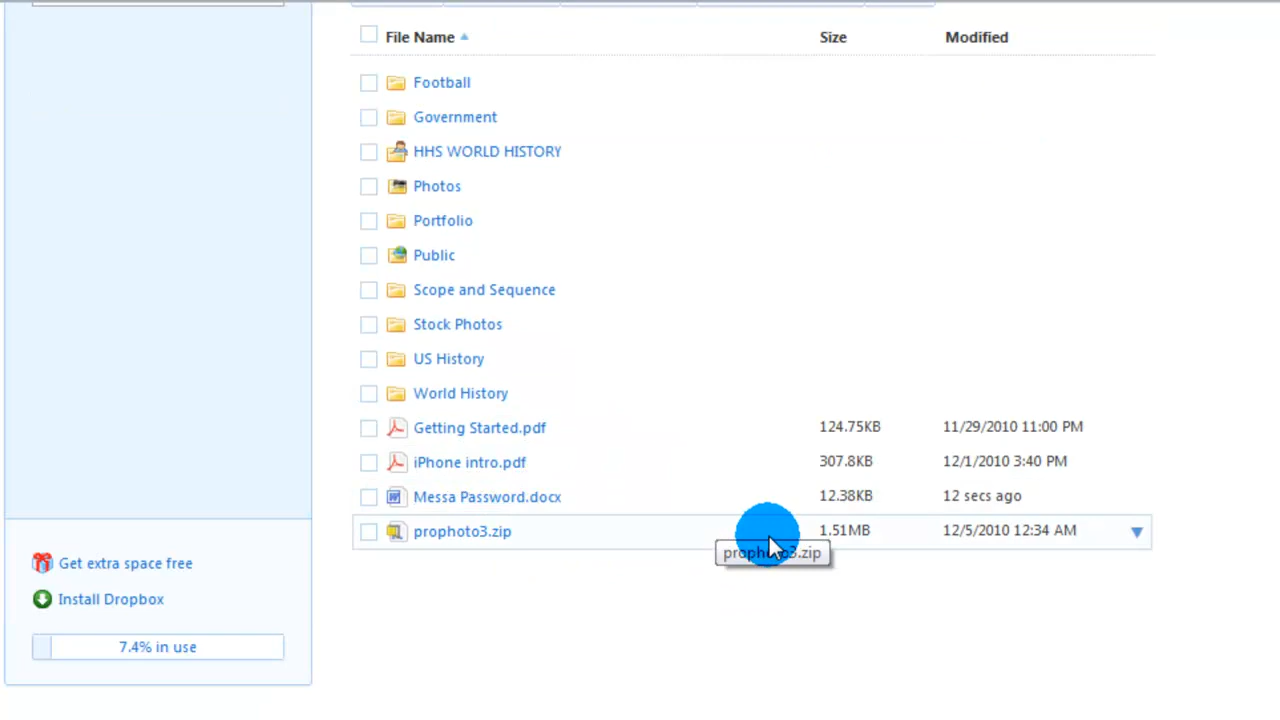 File Name Size Modified
Football
Government
HHS WORLD HISTORY
Photos
Portfolio
Public
Scope and Sequence
Stock Photos
US History
World History
Getting Started.pdf 124.75KB 11/29/2010 11:00 PM
iPhone intro.pdf 307.8KB 12/1/2010 3:40 PM
Messa Password.docx 12.38KB 12 secs ago
prophoto3.zip 1.51MB 12/5/2010 12:34 AM
prophoto3.zip
Get extra space free
Install Dropbox
7.4% in use